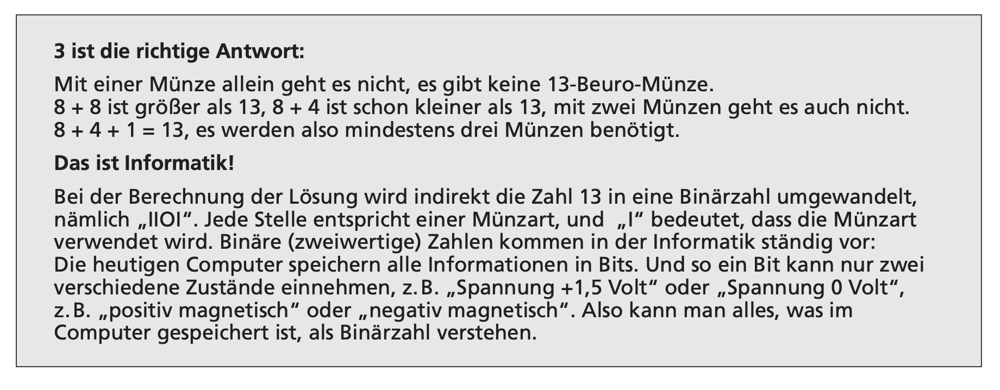 3 ist die richtige Antwort:
Mit einer Münze allein geht es nicht, es gibt keine 13-Beuro-Münze.
8 + 8 ist größer als 13, 8 + 4 ist schon kleiner als 13, mit zwei Münzen geht es auch nicht.
8 + 4 + 1 = 13, es werden also mindestens drei Münzen benötigt.
Das ist Informatik!
Bei der Berechnung der Lösung wird indirekt die Zahl 13 in eine Binärzahl umgewandelt,
nämlich „IIOI“. Jede Stelle entspricht einer Münzart, und „I“ bedeutet, dass die Münzart
verwendet wird. Binäre (zweiwertige) Zahlen kommen in der Informatik ständig vor:
Die heutigen Computer speichern alle Informationen in Bits. Und so ein Bit kann nur zwei
verschiedene Zustände einnehmen, z. B. „Spannung +1,5 Volt“ oder „Spannung 0 Volt“,
z. B. „positiv magnetisch“ oder „negativ magnetisch“. Also kann man alles, was im
Computer gespeichert ist, als Binärzahl verstehen.